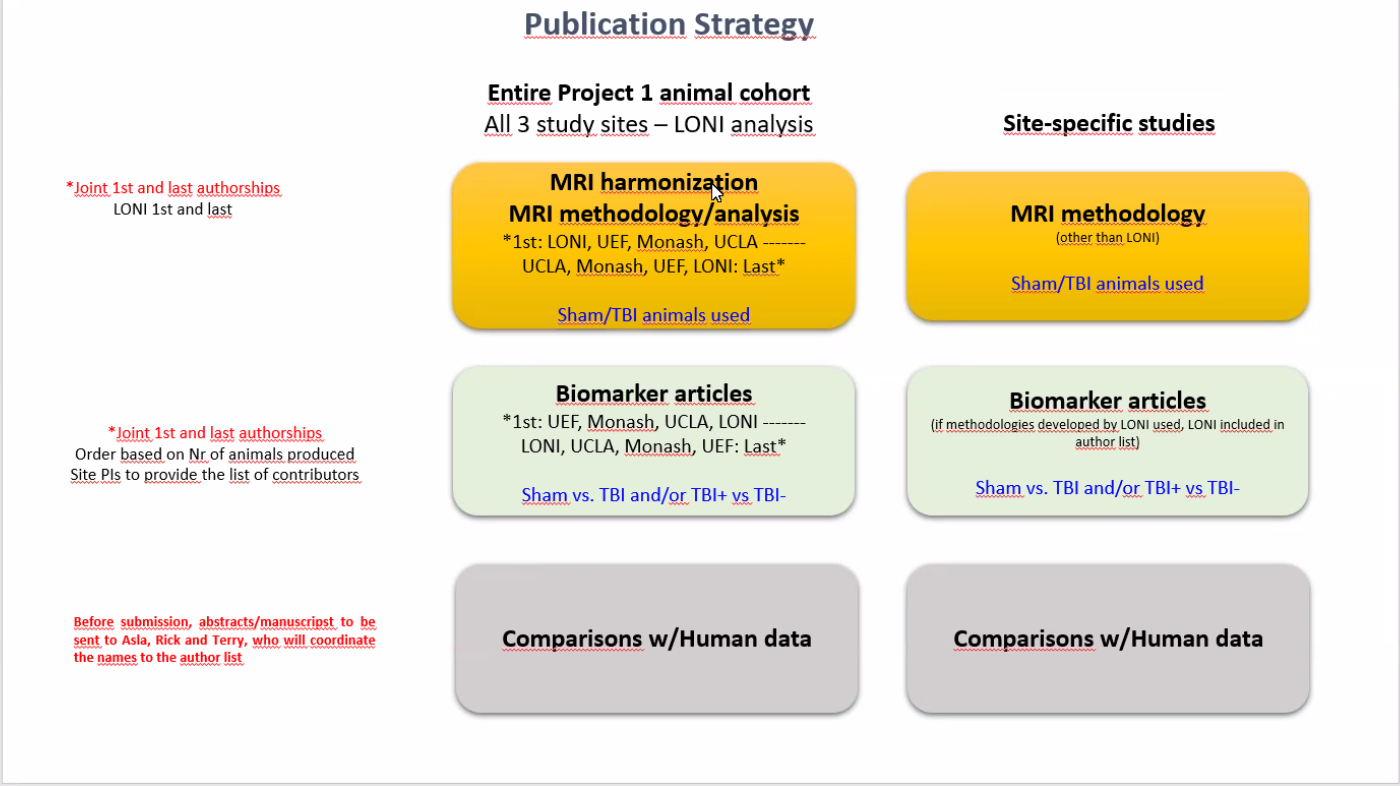 Publication Strategy
Entire Project 1 animal cohort
All 3 study sites – LONI analysis
Site-specific studies
*Joint 1st and last authorships
LONI 1st and last
MRI harmonization
MRI methodology/analysis
*1st: LONI, UEF, Monash, UCLA -------
UCLA, Monash, UEF, LONI: Last*
Sham/TBI animals used
MRI methodology
(other than LONI)
Sham/TBI animals used
*Joint 1st and last authorships
Order based on Nr of animals produced
Site PIs to provide the list of contributors
Biomarker articles
*1st: UEF, Monash, UCLA, LONI -------
LONI, UCLA, Monash, UEF: Last*
Sham vs. TBI and/or TBI+ vs TBI-
Biomarker articles
(if methodologies developed by LONI used, LONI included in
author list)
Sham vs. TBI and/or TBI+ vs TBI-
Before submission, abstracts/manuscripst to be
sent to Asla, Rick and Terry, who will coordinate
the names to the author list
Comparisons w/Human data
Comparisons w/Human data